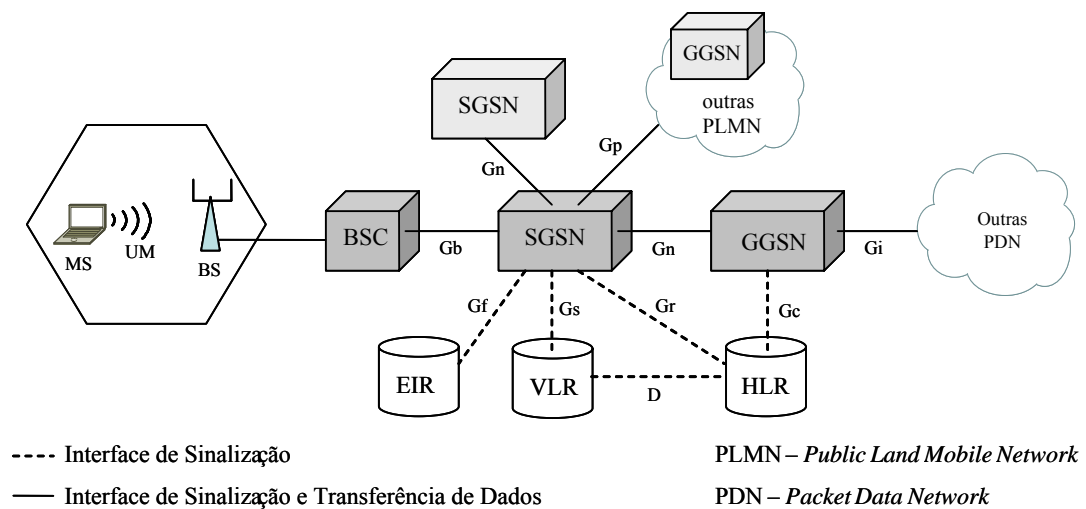 GGSN
outras
PLMN
SGSN
Gn
Gp
MS
UM
BS
BSC
Gb
SGSN
Gn
GGSN
Gi
Outras
PDN
Gf
Gs
Gr
Gc
EIR
VLR
D
HLR
Interface de Sinalização
PLMN – Public Land Mobile Network
Interface de Sinalização e Transferência de Dados
PDN – Packet Data Network